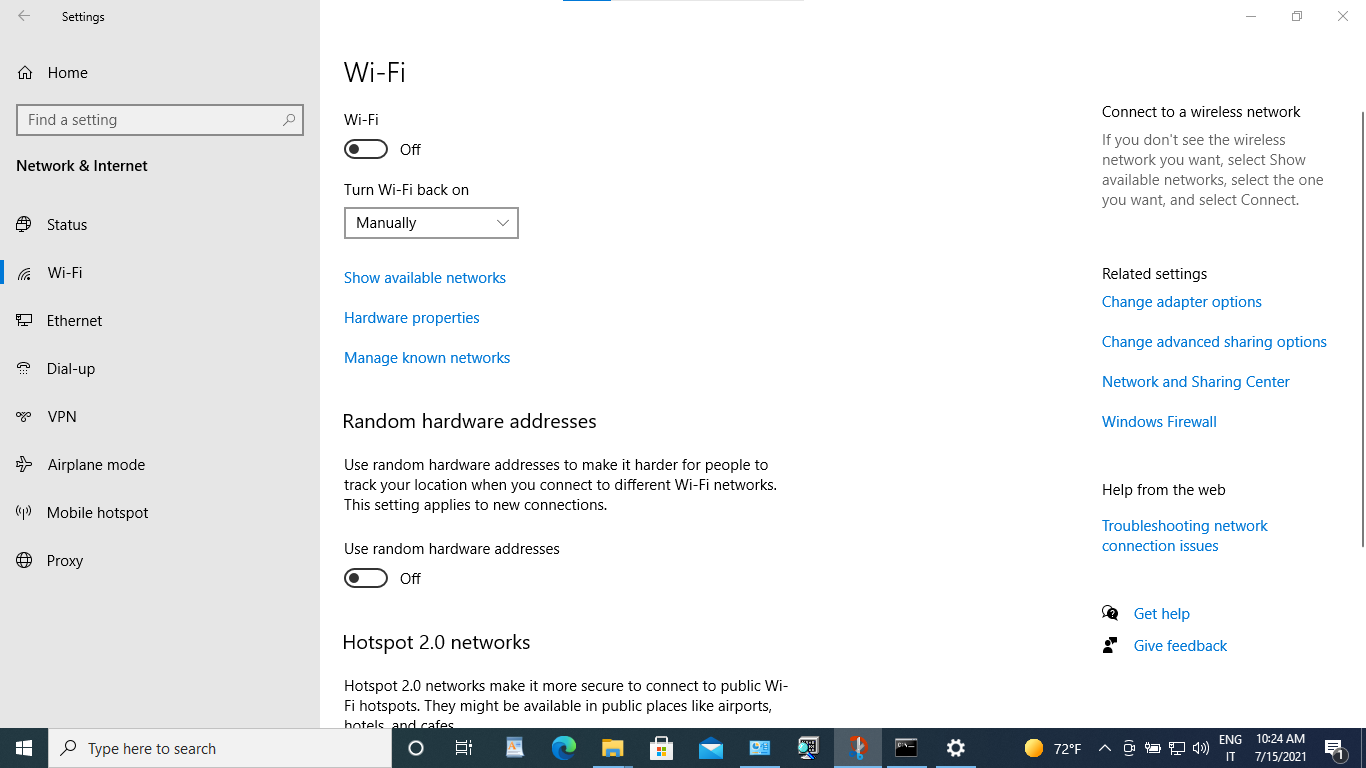 Settings
Home
Find a setting
Network & Internet
Status
Wi-Fi
Ethernet
Dial-up
VPN
Airplane mode
Mobile hotspot
Proxy
Wi-Fi
Wi-Fi
Off
Turn Wi-Fi back on
Manually
Show available networks
Hardware properties
Manage known networks
Random hardware addresses
Use random hardware addresses to make it harder for people to
track your location when you connect to different Wi-Fi networks.
This setting applies to new connections.
Use random hardware addresses
Off
Hotspot 2.0 networks
Hotspot 2.0 networks make it more secure to connect to public Wi-
Fi hotspots. They might be available in public places like airports,
hotels, and cafes.
Connect to a wireless network
If you don't see the wireless
network you want, select Show
available networks, select the one
you want, and select Connect.
Related settings
Change adapter options
Change advanced sharing options
Network and Sharing Center
Windows Firewall
Help from the web
Troubleshooting network
connection issues
Get help
Give feedback
Type here to search
72°F
ENG
IT
10:24 AM
7/15/2021
1